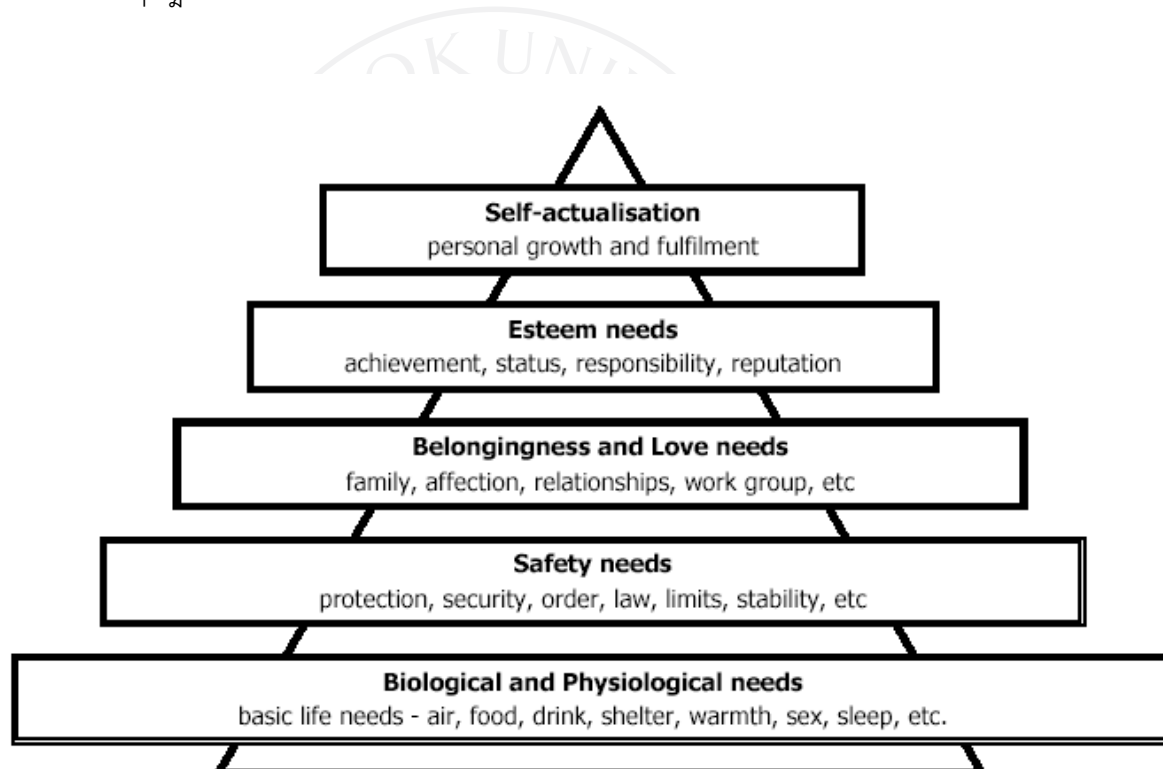 OK UNI
Self-actualisation
personal growth and fulfilment
Esteem needs
achievement, status, responsibility, reputation
Belongingness and Love needs
family, affection, relationships, work group, etc
Safety needs
protection, security, order, law, limits, stability, etc
Biological and Physiological needs
basic life needs - air, food, drink, shelter, warmth, sex, sleep, etc.